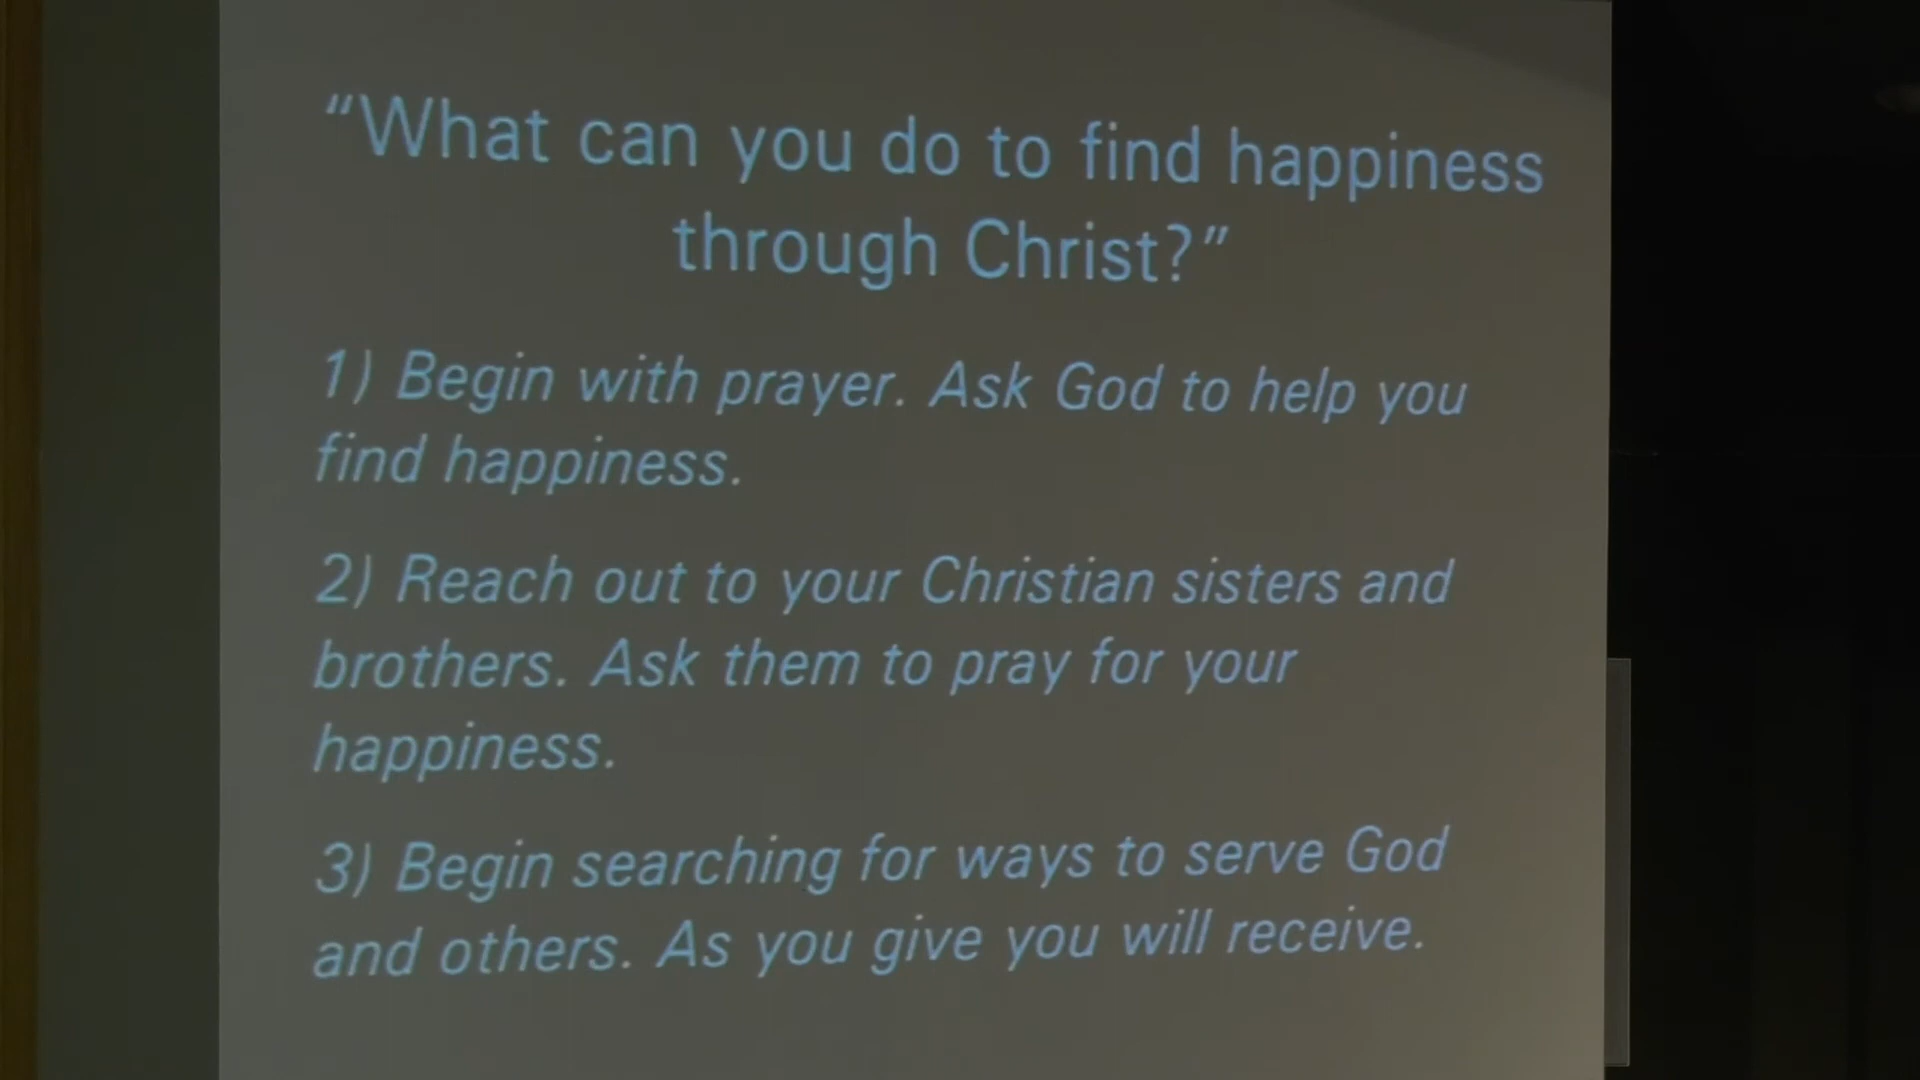 “What can you do to find happiness
through Christ?”
1) Begin with prayer. Ask God to help you
find happiness.
2) Reach out to your Christian sisters and
brothers. Ask them to pray for your
happiness.
3) Begin searching for ways to serve God
and others. As you give you will receive.